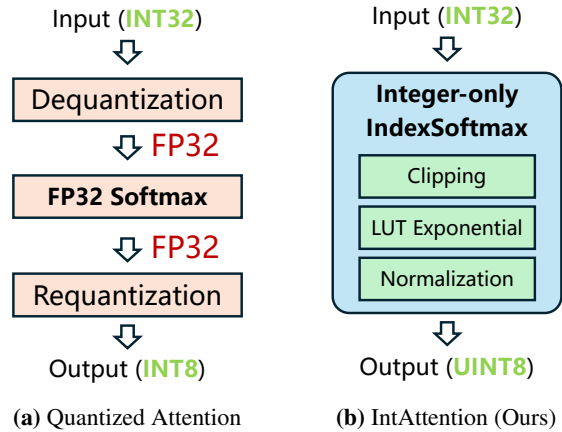 Input (INT32)
Dequantization
FP32
FP32 Softmax
FP32
Requantization
Output (INT8)
(a) Quantized Attention
Input (INT32)
Integer-only
IndexSoftmax
Clipping
LUT Exponential
Normalization
Output (UINT8)
(b) IntAttention (Ours)